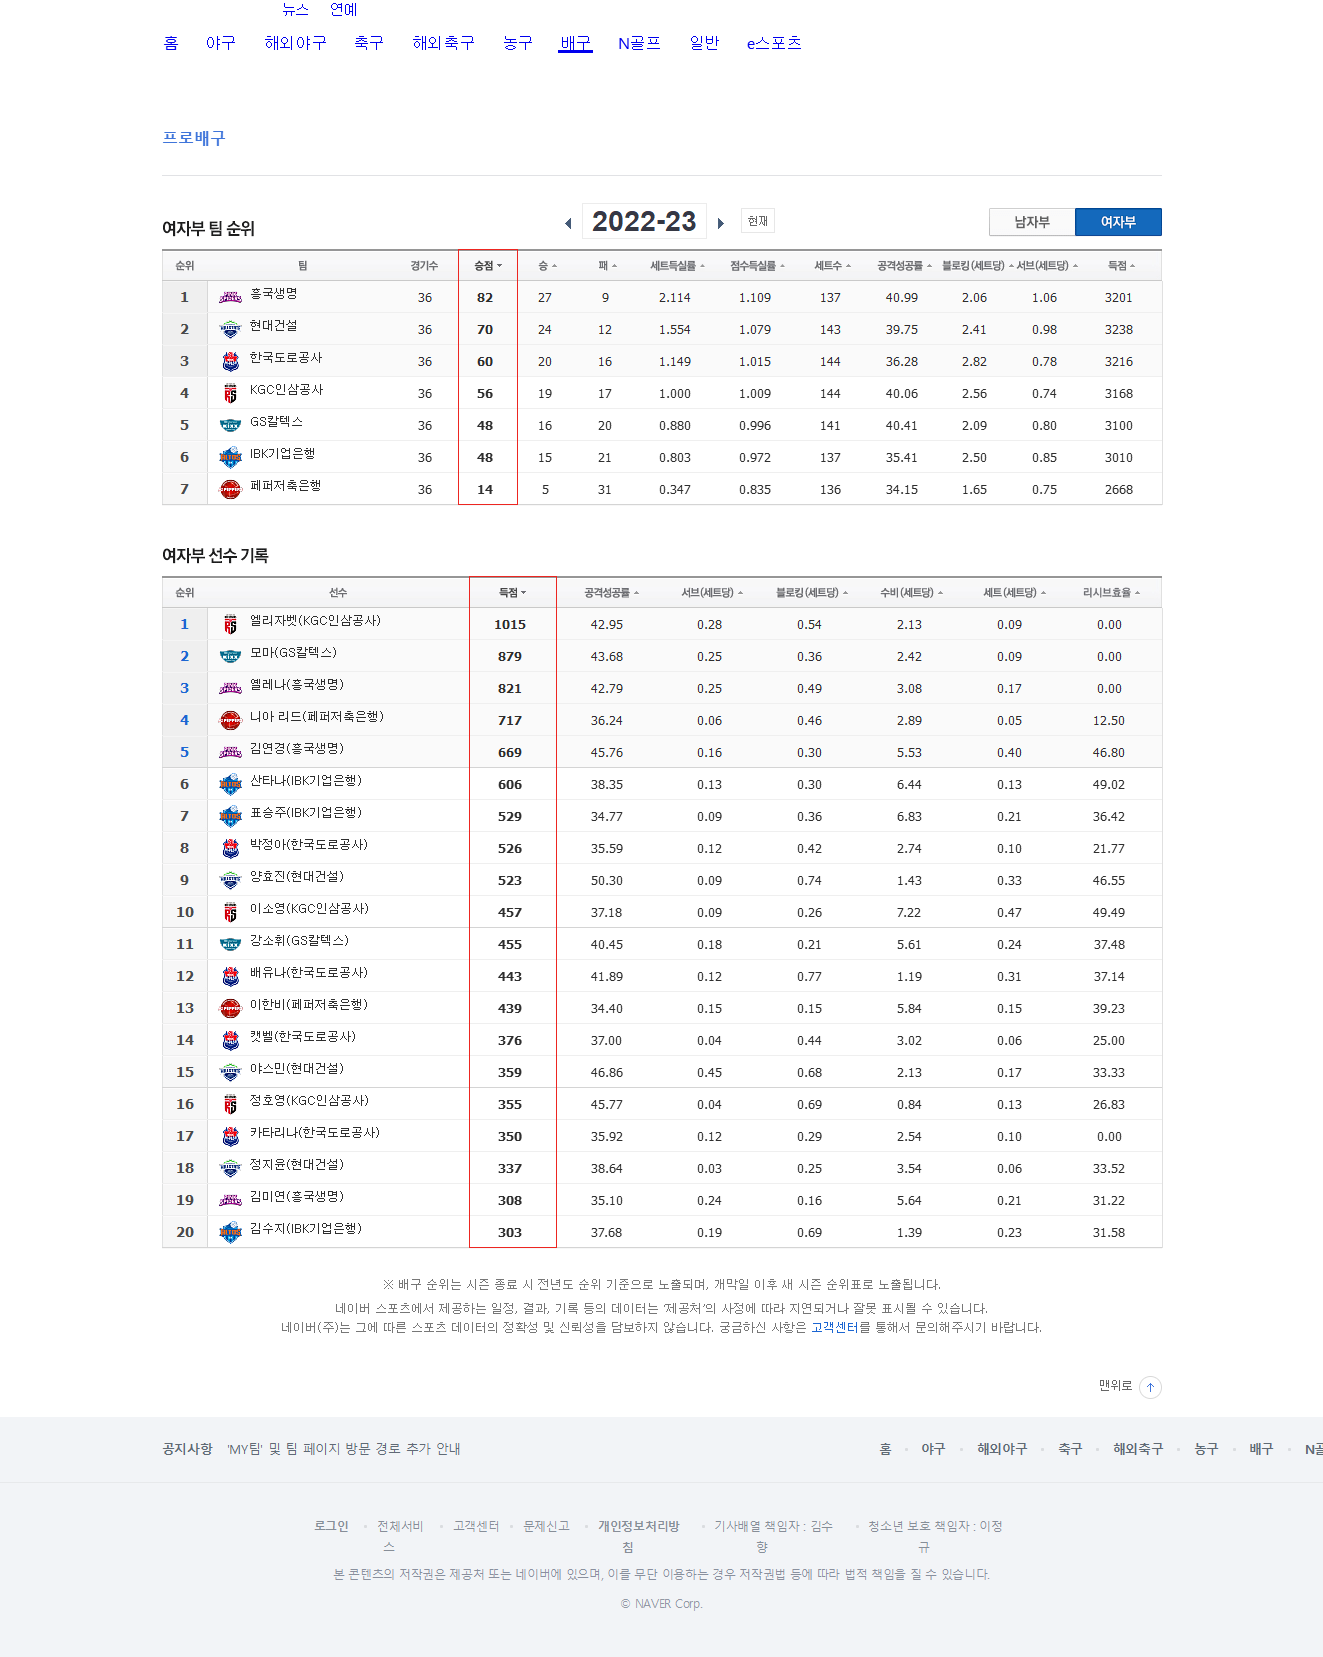 뉴스 연예
홈 야구 해외야구 축구 해외축구 농구 배구 N골프 일반 e스포츠
프로배구
여자부 팀 순위 2022-23 현재 남자부 여자부
순위 팀 경기수 승점 승 패 세트득실률 점수득실률 세트수 공격성공률 블로킹(세트당) 서브(세트당) 득점
1 흥국생명 36 82 27 9 2.114 1.109 137 40.99 2.06 1.06 3201
2 현대건설 36 70 24 12 1.554 1.079 143 39.75 2.41 0.98 3238
3 한국도로공사 36 60 20 16 1.149 1.015 144 36.28 2.82 0.78 3216
4 KGC인삼공사 36 56 19 17 1.000 1.009 144 40.06 2.56 0.74 3168
5 GS칼텍스 36 48 16 20 0.880 0.996 141 40.41 2.09 0.80 3100
6 IBK기업은행 36 48 15 21 0.803 0.972 137 35.41 2.50 0.85 3010
7 페퍼저축은행 36 14 5 31 0.347 0.835 136 34.15 1.65 0.75 2668
여자부 선수 기록
순위 선수 득점 공격성공률 서브(세트당) 블로킹(세트당) 수비(세트당) 세트(세트당) 리시브효율
1 엘리자벳(KGC인삼공사) 1015 42.95 0.28 0.54 2.13 0.09 0.00
2 모마(GS칼텍스) 879 43.68 0.25 0.36 2.42 0.09 0.00
3 옐레나(흥국생명) 821 42.79 0.25 0.49 3.08 0.17 0.00
4 니아 리드(페퍼저축은행) 717 36.24 0.06 0.46 2.89 0.05 12.50
5 김연경(흥국생명) 669 45.76 0.16 0.30 5.53 0.40 46.80
6 산타나(IBK기업은행) 606 38.35 0.13 0.30 6.44 0.13 49.02
7 표승주(IBK기업은행) 529 34.77 0.09 0.36 6.83 0.21 36.42
8 박정아(한국도로공사) 526 35.59 0.12 0.42 2.74 0.10 21.77
9 양효진(현대건설) 523 50.30 0.09 0.74 1.43 0.33 46.55
10 이소영(KGC인삼공사) 457 37.18 0.09 0.26 7.22 0.47 49.49
11 강소휘(GS칼텍스) 455 40.45 0.18 0.21 5.61 0.24 37.48
12 배유나(한국도로공사) 443 41.89 0.12 0.77 1.19 0.31 37.14
13 이한비(페퍼저축은행) 439 34.40 0.15 0.15 5.84 0.15 39.23
14 캣벨(한국도로공사) 376 37.00 0.04 0.44 3.02 0.06 25.00
15 야스민(현대건설) 359 46.86 0.45 0.68 2.13 0.17 33.33
16 정호영(KGC인삼공사) 355 45.77 0.04 0.69 0.84 0.13 26.83
17 카타리나(한국도로공사) 350 35.92 0.12 0.29 2.54 0.10 0.00
18 정지윤(현대건설) 337 38.64 0.03 0.25 3.54 0.06 33.52
19 김미연(흥국생명) 308 35.10 0.24 0.16 5.64 0.21 31.22
20 김수지(IBK기업은행) 303 37.68 0.19 0.69 1.39 0.23 31.58
※ 배구 순위는 시즌 종료 시 전년도 순위 기준으로 노출되며, 개막일 이후 새 시즌 순위표로 노출됩니다.
네이버 스포츠에서 제공하는 일정, 결과, 기록 등의 데이터는 '제공처'의 사정에 따라 지연되거나 잘못 표시될 수 있습니다.
네이버(주)는 그에 따른 스포츠 데이터의 정확성 및 신뢰성을 담보하지 않습니다. 궁금하신 사항은 고객센터를 통해서 문의해주시기 바랍니다.
맨위로
공지사항 'MY팀' 및 팀 페이지 방문 경로 추가 안내 홈 야구 해외야구 축구 해외축구 농구 배구 N골
로그인 전체서비스 고객센터 문제신고 개인정보처리방침 기사배열 책임자 : 김수향 청소년 보호 책임자 : 이정규
본 콘텐츠의 저작권은 제공처 또는 네이버에 있으며, 이를 무단 이용하는 경우 저작권법 등에 따라 법적 책임을 질 수 있습니다.
© NAVER Corp.